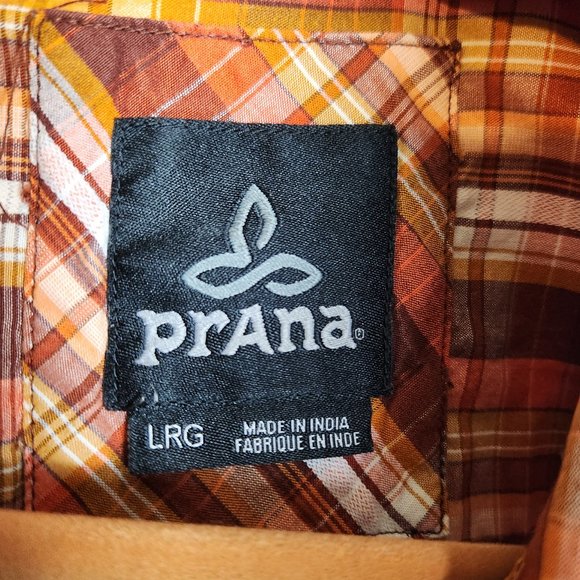 prAna®
LRG
MADE IN INDIA
FABRIQUE EN INDE